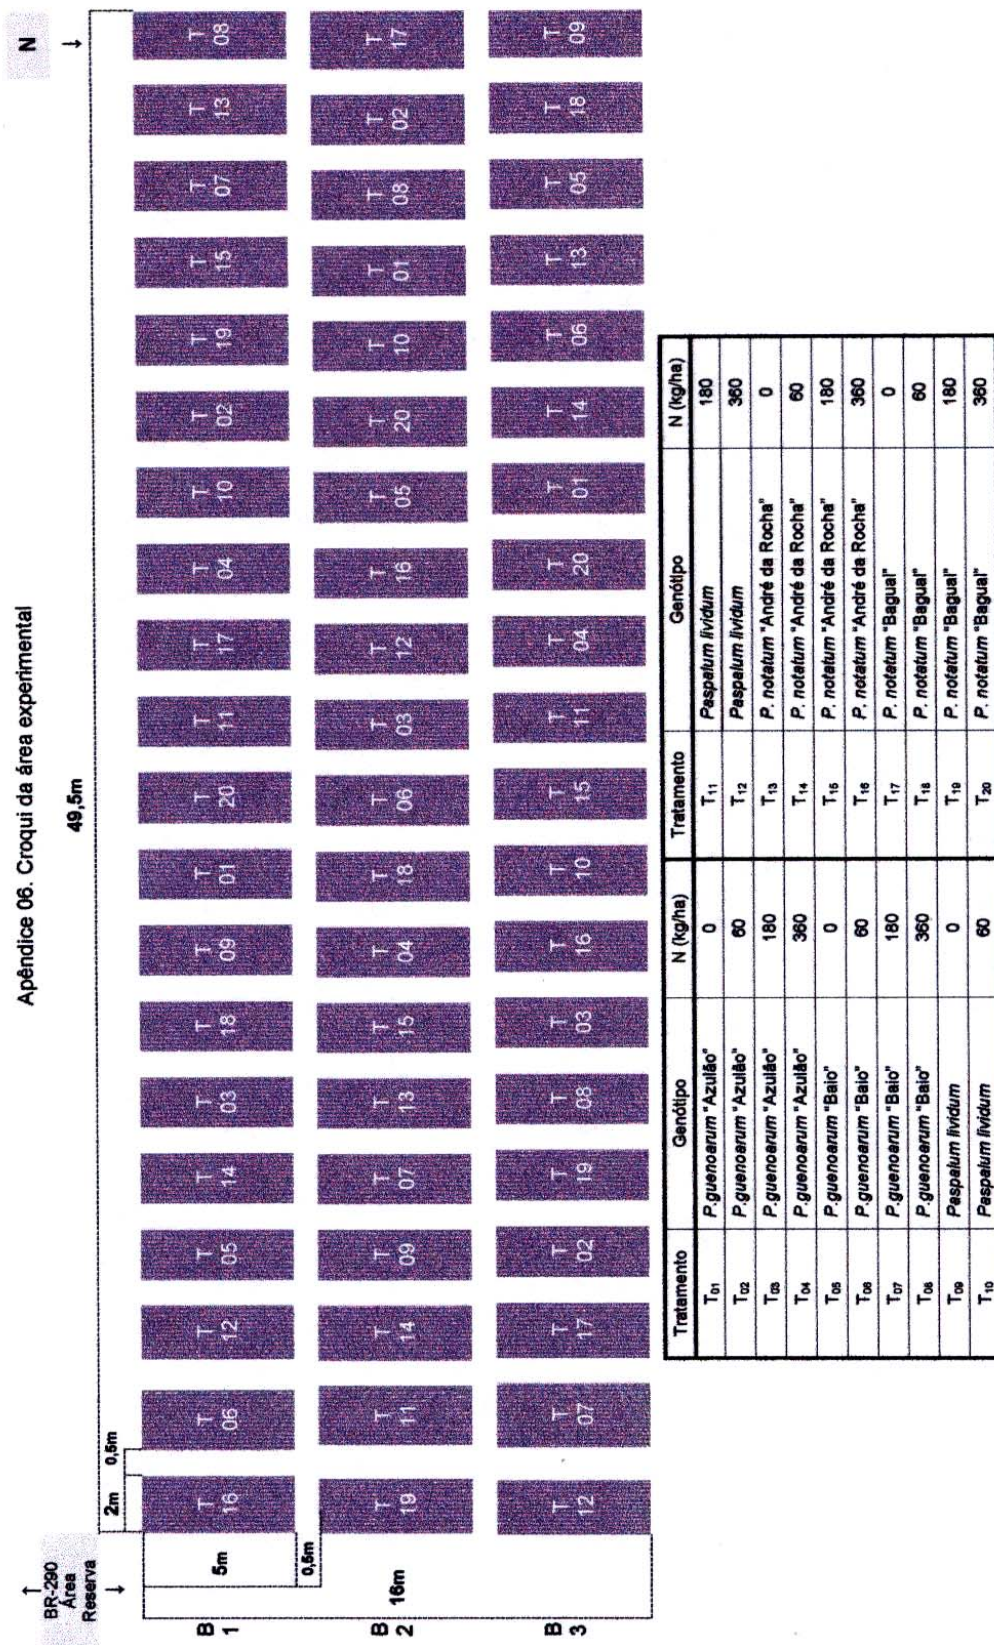 Apêndice 06. Croqui da área experimental
↑
BR-290
Área
Reserva
↓
49,5m
N
↓
2m
0,5m
B
1
5m
T T T T T T T T T T T T T T T T T T T T
16 06 12 05 14 03 18 09 01 20 11 17 04 10 02 19 15 07 13 08
0,5m
B
2
16m
T T T T T T T T T T T T T T T T T T T T
19 11 14 09 07 13 15 04 18 06 03 12 16 05 20 10 01 08 02 17
B
3
T T T T T T T T T T T T T T T T T T T T
12 07 17 02 19 08 03 16 10 15 11 04 20 01 14 06 13 05 18 09
Tratamento Genótipo N (kg/ha) Tratamento Genótipo N (kg/ha)
T₀₁ P.guenoarum "Azulão" 0 T₁₁ Paspalum lividum 180
T₀₂ P.guenoarum "Azulão" 60 T₁₂ Paspalum lividum 360
T₀₃ P.guenoarum "Azulão" 180 T₁₃ P. notatum "André da Rocha" 0
T₀₄ P.guenoarum "Azulão" 360 T₁₄ P. notatum "André da Rocha" 60
T₀₅ P.guenoarum "Baio" 0 T₁₅ P. notatum "André da Rocha" 180
T₀₆ P.guenoarum "Baio" 60 T₁₆ P. notatum "André da Rocha" 360
T₀₇ P.guenoarum "Baio" 180 T₁₇ P. notatum "Bagual" 0
T₀₈ P.guenoarum "Baio" 360 T₁₈ P. notatum "Bagual" 60
T₀₉ Paspalum lividum 0 T₁₉ P. notatum "Bagual" 180
T₁₀ Paspalum lividum 60 T₂₀ P. notatum "Bagual" 360